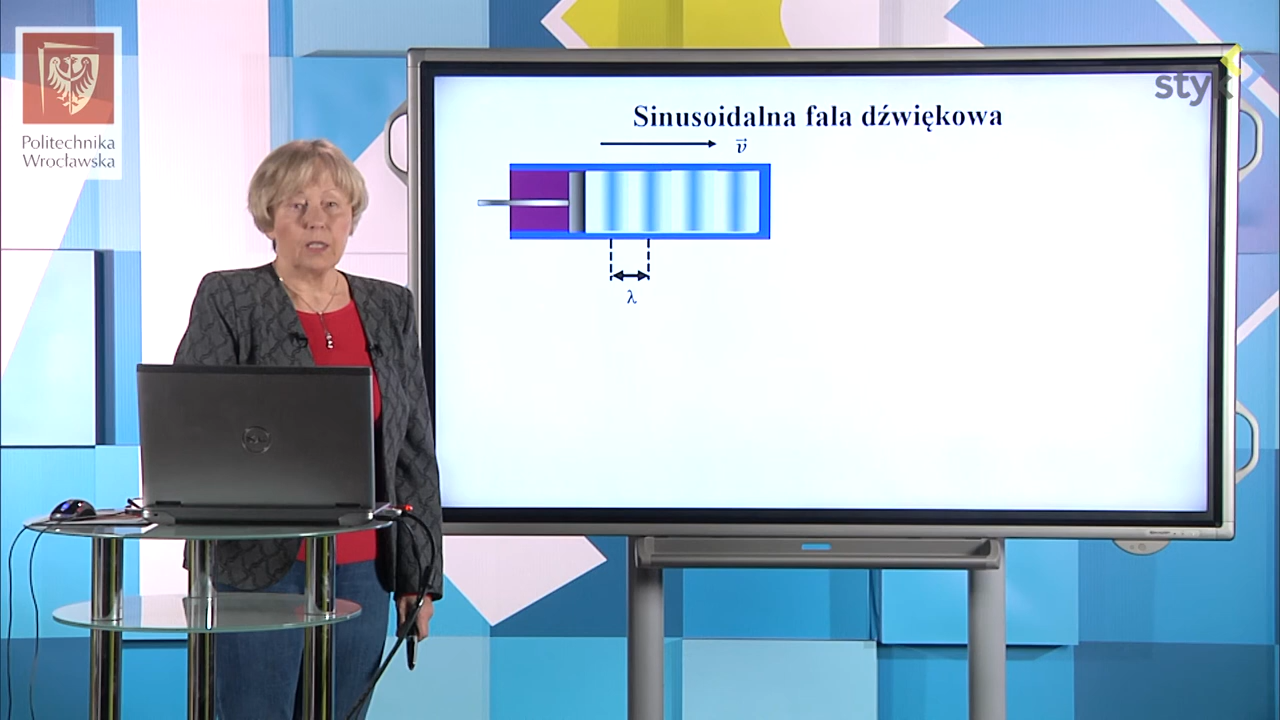 Politechnika
Wrocławska
styk
Sinusoidalna fala dźwiękowa
v
λ